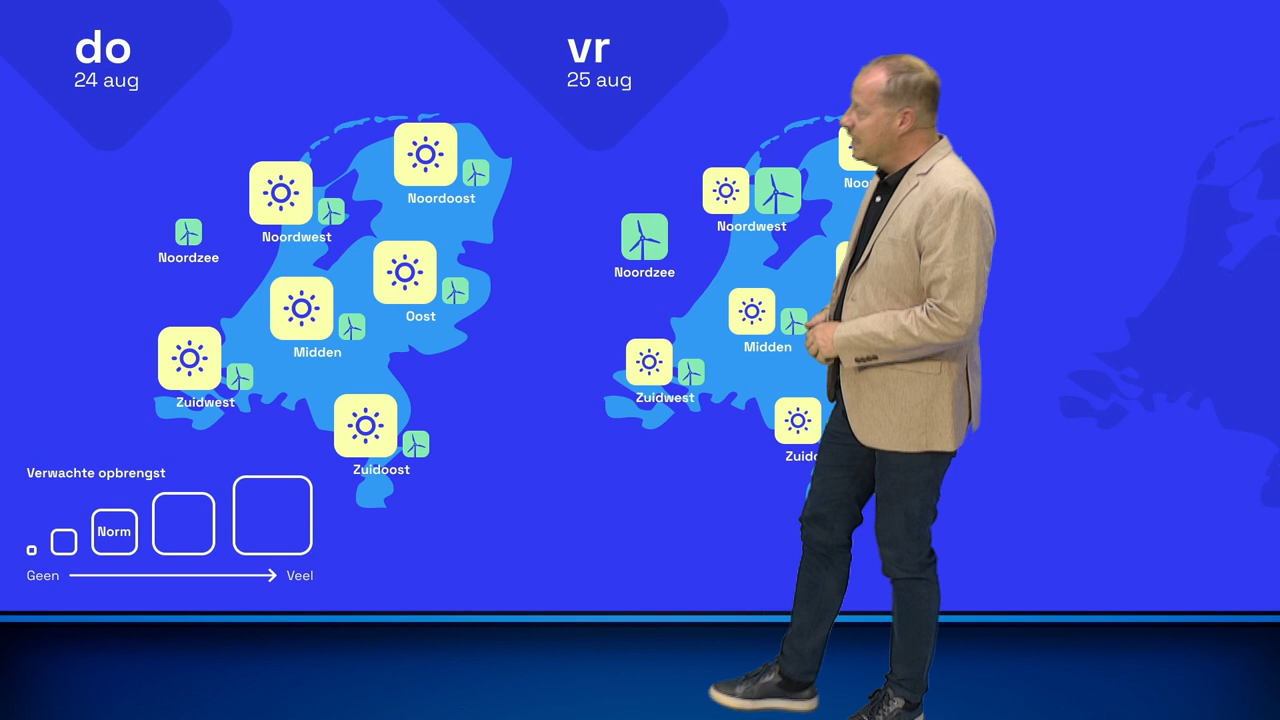 do
24 aug
Noordoost
Noordwest
Noordzee
Oost
Midden
Zuidwest
Zuidoost
Verwachte opbrengst
Norm
Geen
Veel
vr
25 aug
Noordwest
Noordzee
Midden
Zuidwest